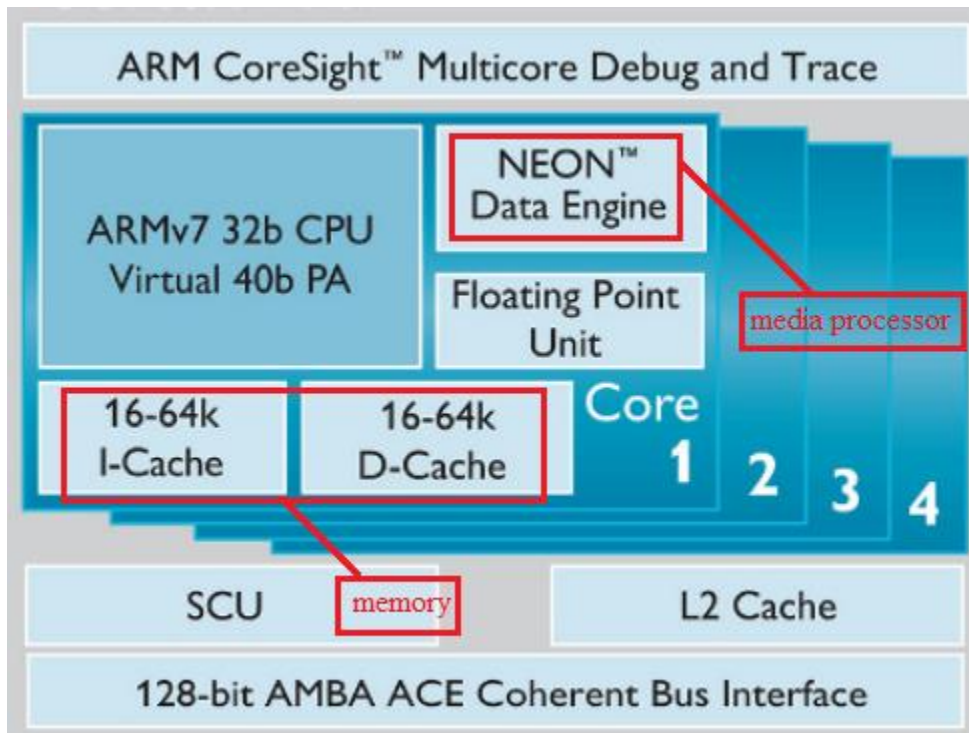 ARM CoreSight™ Multicore Debug and Trace
ARMv7 32b CPU
Virtual 40b PA
NEON™
Data Engine
Floating Point
Unit
media processor
16-64k
I-Cache
16-64k
D-Cache
Core
1
2
3
4
SCU
memory
L2 Cache
128-bit AMBA ACE Coherent Bus Interface